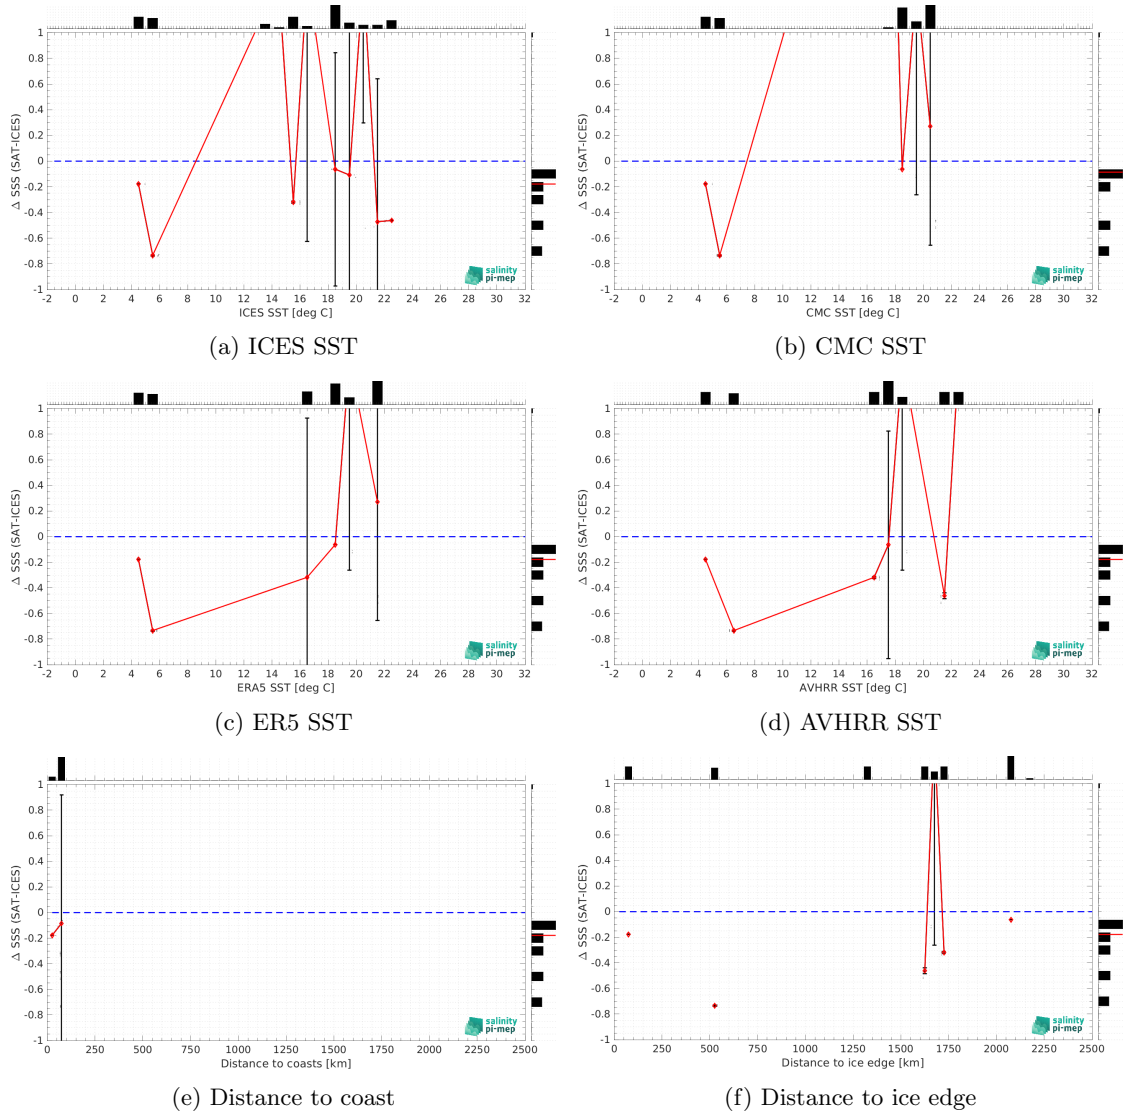 1
0.8
0.6
0.4
0.2
0
-0.2
-0.4
-0.6
-0.8
-1
Δ SSS (SAT-ICES)
salinity
pi-mep
-2 0 2 4 6 8 10 12 14 16 18 20 22 24 26 28 30 32
ICES SST [deg C]
(a) ICES SST
1
0.8
0.6
0.4
0.2
0
-0.2
-0.4
-0.6
-0.8
-1
Δ SSS (SAT-ICES)
salinity
pi-mep
-2 0 2 4 6 8 10 12 14 16 18 20 22 24 26 28 30 32
CMC SST [deg C]
(b) CMC SST
1
0.8
0.6
0.4
0.2
0
-0.2
-0.4
-0.6
-0.8
-1
Δ SSS (SAT-ICES)
salinity
pi-mep
-2 0 2 4 6 8 10 12 14 16 18 20 22 24 26 28 30 32
ERA5 SST [deg C]
(c) ER5 SST
1
0.8
0.6
0.4
0.2
0
-0.2
-0.4
-0.6
-0.8
-1
Δ SSS (SAT-ICES)
salinity
pi-mep
-2 0 2 4 6 8 10 12 14 16 18 20 22 24 26 28 30 32
AVHRR SST [deg C]
(d) AVHRR SST
1
0.8
0.6
0.4
0.2
0
-0.2
-0.4
-0.6
-0.8
-1
Δ SSS (SAT-ICES)
salinity
pi-mep
0 250 500 750 1000 1250 1500 1750 2000 2250 2500
Distance to coasts [km]
(e) Distance to coast
1
0.8
0.6
0.4
0.2
0
-0.2
-0.4
-0.6
-0.8
-1
Δ SSS (SAT-ICES)
salinity
pi-mep
0 250 500 750 1000 1250 1500 1750 2000 2250 2500
Distance to ice edge [km]
(f) Distance to ice edge